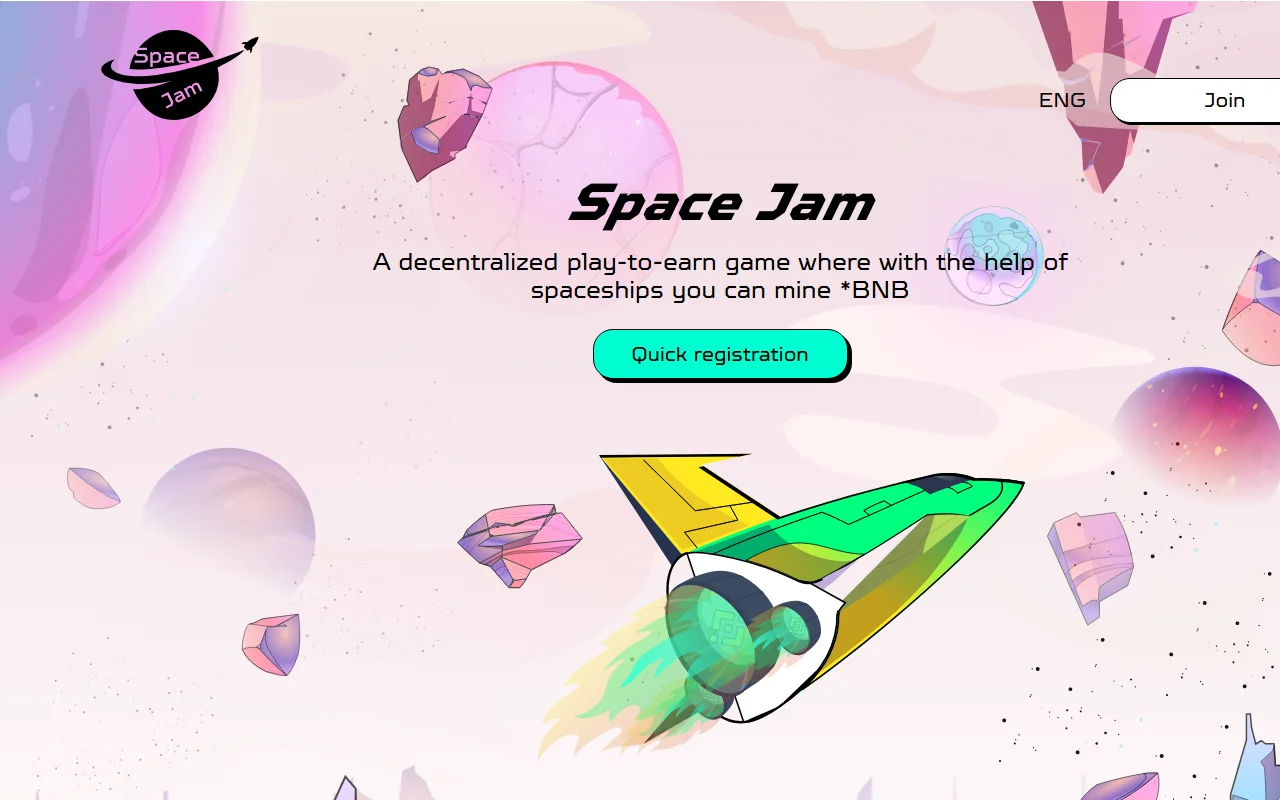 Space
Jam
ENG
Join
Space Jam
A decentralized play-to-earn game where with the help of
spaceships you can mine *BNB
Quick registration